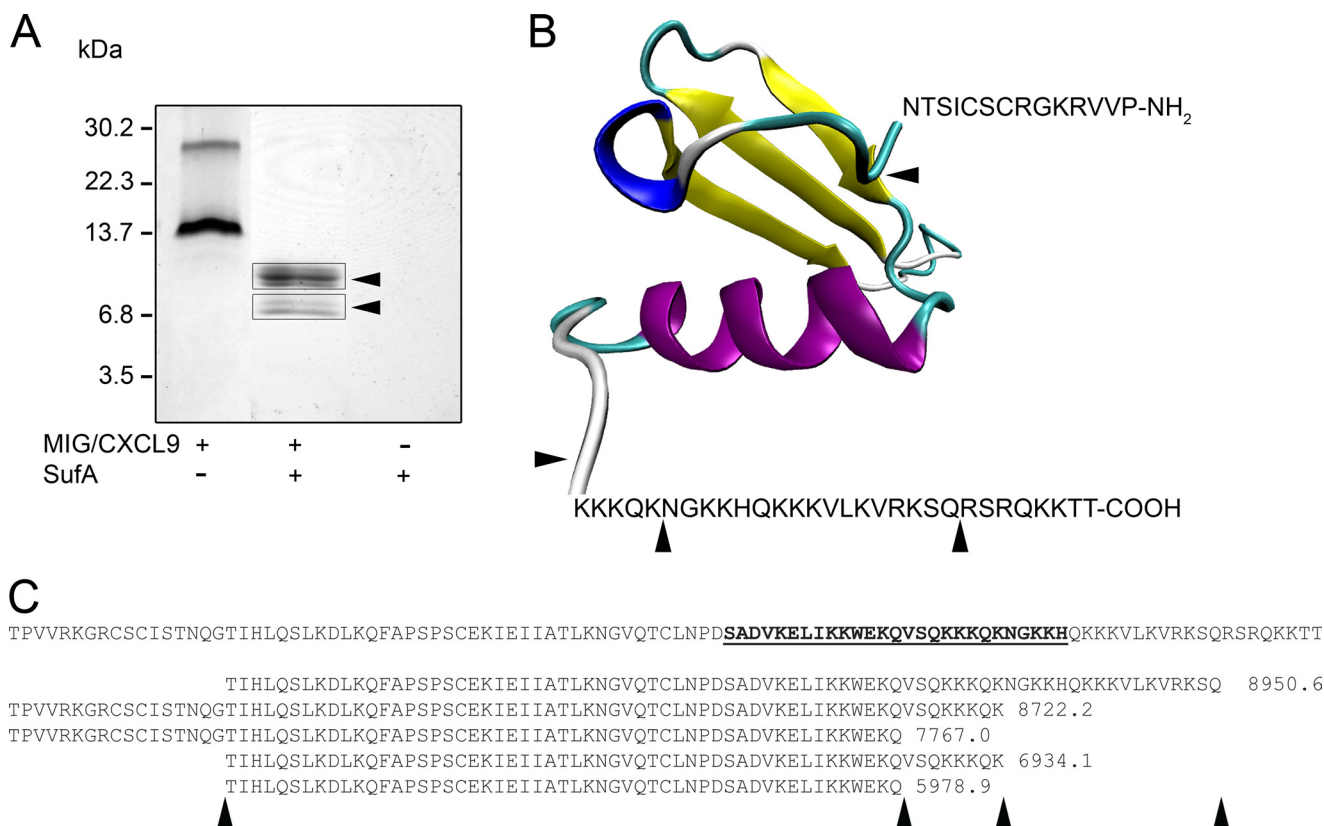 A
kDa
30.2
22.3
13.7
6.8
3.5
MIG/CXCL9 + + -
SufA - + +
B
NTSICSCRGKRVVP-NH2
KKKQKNGKKHQKKKVLKVRKSQRSRQKKTT-COOH
C
TPVVRKGRCSCISTNQGTIHLQSLKDLKQFAPSPSCEKIEIIATLKNGVQTCLNPDSADVKELIKKWEKQVSQKKKQKNGKKHQKKKVLKVRKSQRSRQKKTT
TIHLQSLKDLKQFAPSPSCEKIEIIATLKNGVQTCLNPDSADVKELIKKWEKQVSQKKKQKNGKKHQKKKVLKVRKSQ 8950.6
TPVVRKGRCSCISTNQGTIHLQSLKDLKQFAPSPSCEKIEIIATLKNGVQTCLNPDSADVKELIKKWEKQVSQKKKQK 8722.2
TPVVRKGRCSCISTNQGTIHLQSLKDLKQFAPSPSCEKIEIIATLKNGVQTCLNPDSADVKELIKKWEKQ 7767.0
TIHLQSLKDLKQFAPSPSCEKIEIIATLKNGVQTCLNPDSADVKELIKKWEKQVSQKKKQK 6934.1
TIHLQSLKDLKQFAPSPSCEKIEIIATLKNGVQTCLNPDSADVKELIKKWEKQ 5978.9